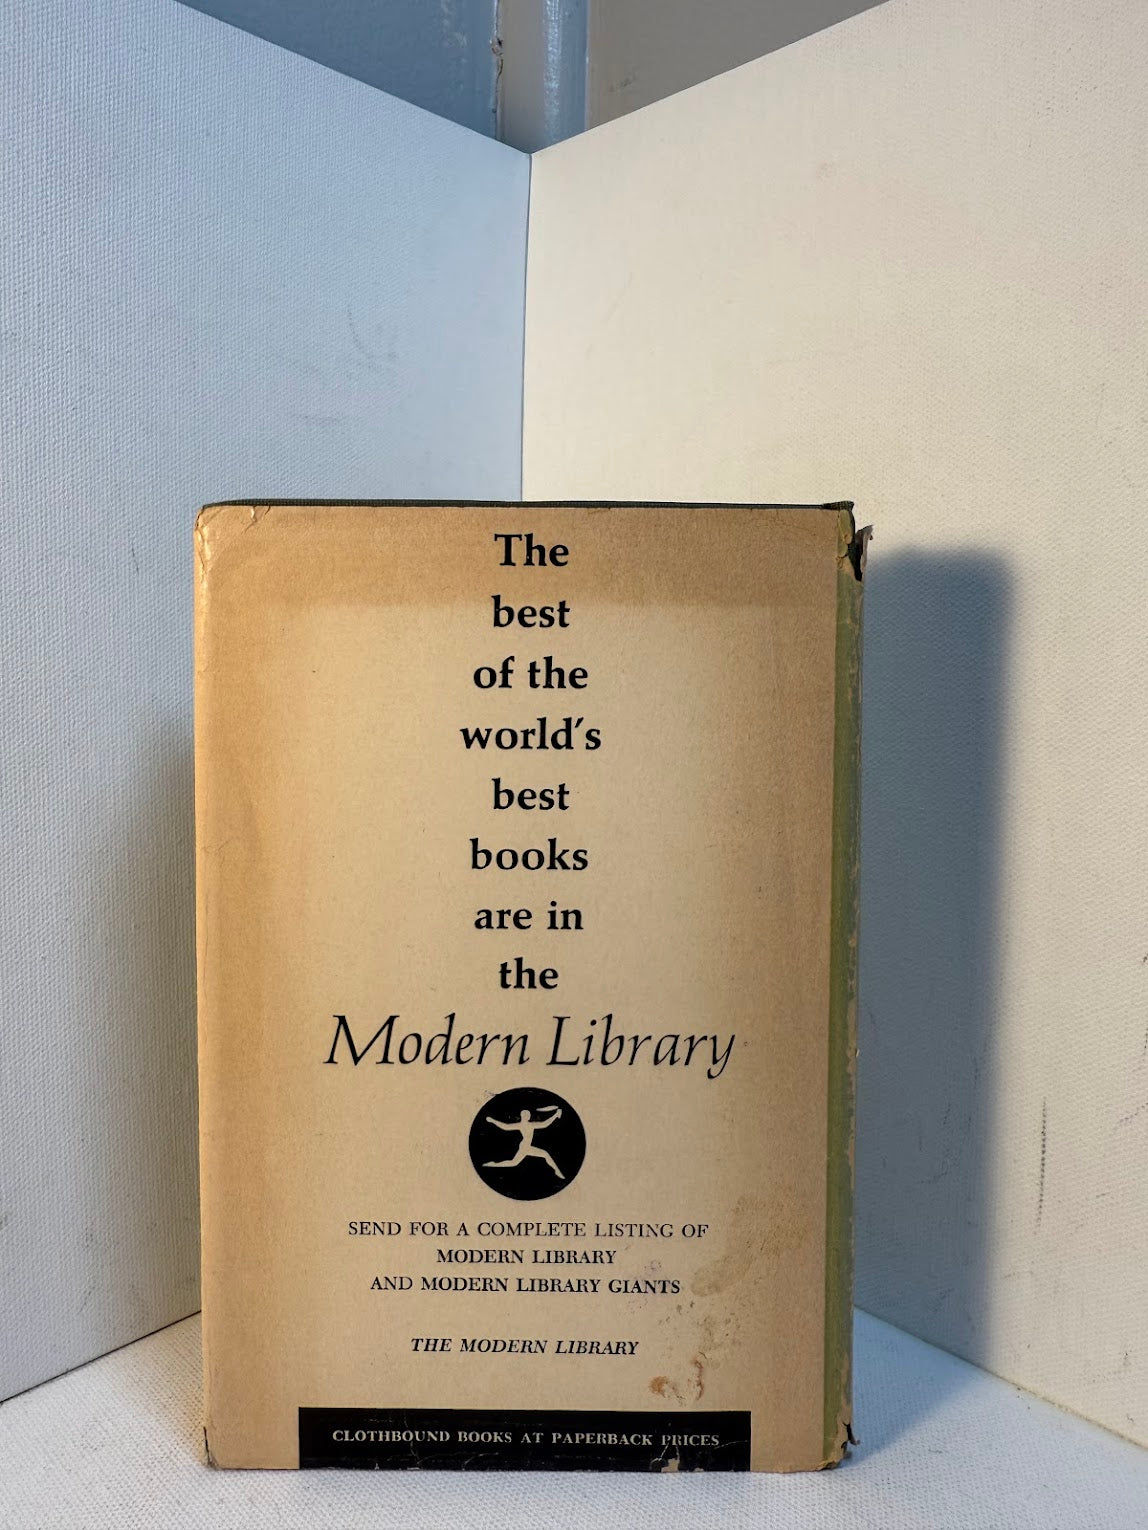 The
best
of the
world's
best
books
are in
the
Modern Library
SEND FOR A COMPLETE LISTING OF
MODERN LIBRARY
AND MODERN LIBRARY GIANTS
THE MODERN LIBRARY
CLOTHBOUND BOOKS AT PAPERBACK PRICES